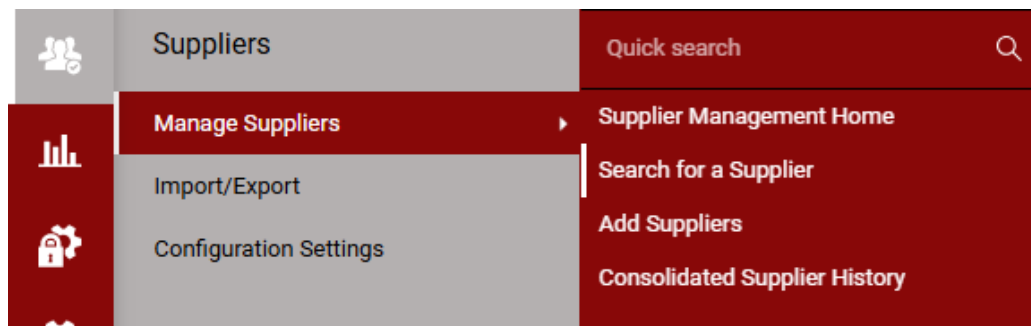 Suppliers
Manage Suppliers
Import/Export
Configuration Settings
Quick search
Supplier Management Home
Search for a Supplier
Add Suppliers
Consolidated Supplier History